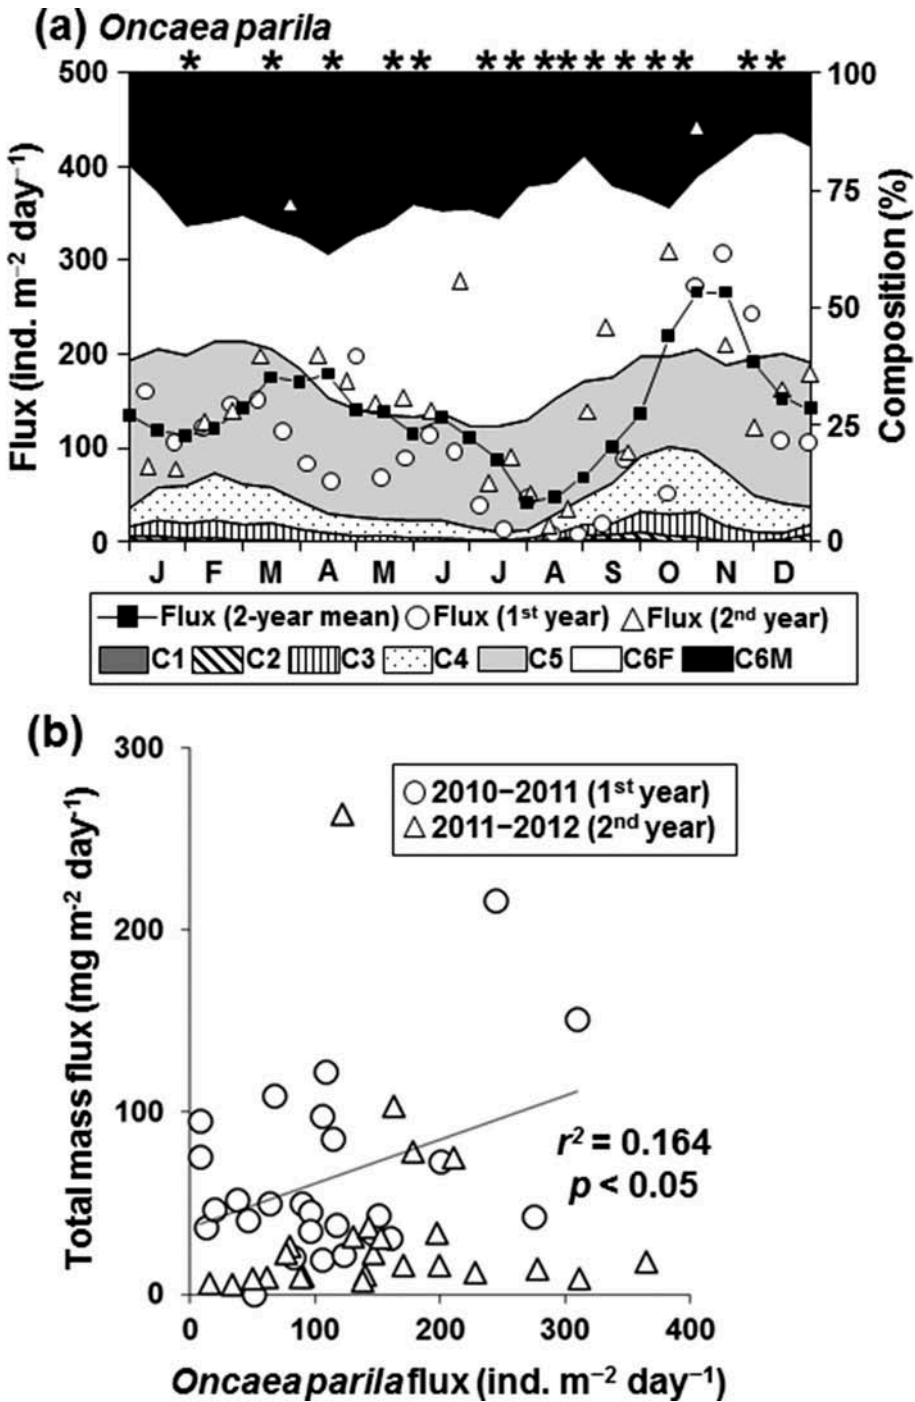 (a) Oncaea parila
* * * * * * * * * * * * * * * *
500 100
400 75
300 50
200 25
100 0
0
Flux (ind. m−2 day−1)
Composition (%)
J F M A M J J A S O N D
Flux (2-year mean) Flux (1st year) Flux (2nd year)
C1 C2 C3 C4 C5 C6F C6M
(b)
300
200
100
0
Total mass flux (mg m-2 day-1)
2010−2011 (1st year)
2011−2012 (2nd year)
r2 = 0.164
p < 0.05
0 100 200 300 400
Oncaea parila flux (ind. m−2 day−1)